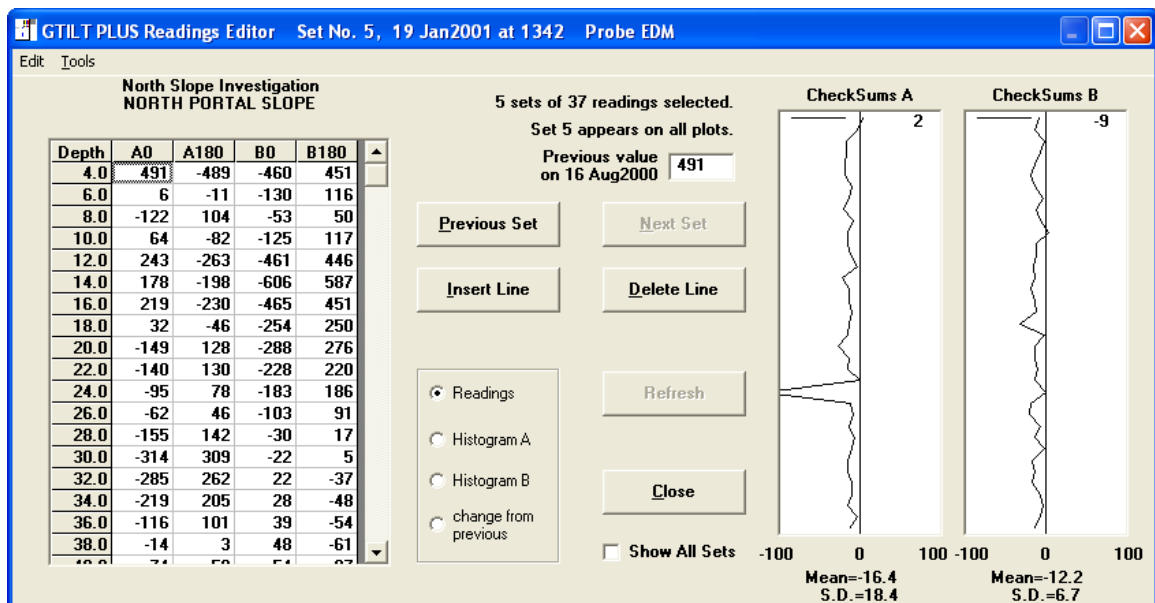 GTILT PLUS Readings Editor Set No. 5, 19 Jan2001 at 1342 Probe EDM
Edit Tools
North Slope Investigation
NORTH PORTAL SLOPE
Depth A0 A180 B0 B180
4.0 491 -489 -460 451
6.0 6 -11 -130 116
8.0 -122 104 -53 50
10.0 64 -82 -125 117
12.0 243 -263 -461 446
14.0 178 -198 -606 587
16.0 219 -230 -465 451
18.0 32 -46 -254 250
20.0 -149 128 -288 276
22.0 -140 130 -228 220
24.0 -95 78 -183 186
26.0 -62 46 -103 91
28.0 -155 142 -30 17
30.0 -314 309 -22 5
32.0 -285 262 22 -37
34.0 -219 205 28 -48
36.0 -116 101 39 -54
38.0 -14 3 48 -61
5 sets of 37 readings selected.
Set 5 appears on all plots.
Previous value
on 16 Aug2000 491
Previous Set Next Set
Insert Line Delete Line
Readings
Histogram A
Histogram B
change from
previous
Refresh
Close
Show All Sets
CheckSums A
2
-100 0 100
Mean=-16.4
S.D.=18.4
CheckSums B
-9
-100 0 100
Mean=-12.2
S.D.=6.7